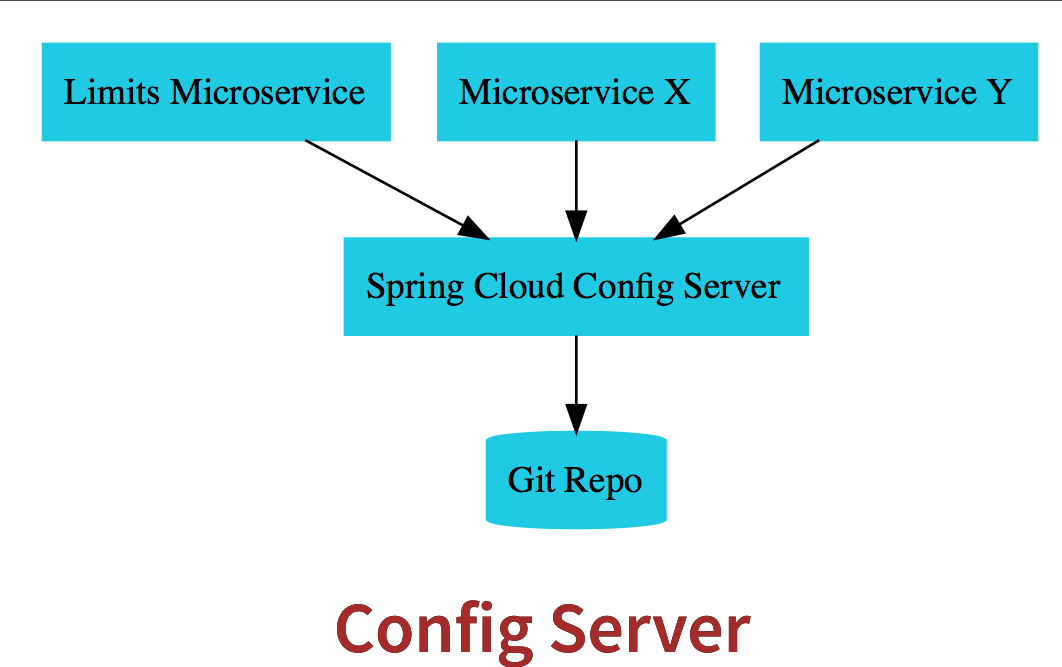 Limits Microservice
Microservice X
Microservice Y
Spring Cloud Config Server
Git Repo
Config Server